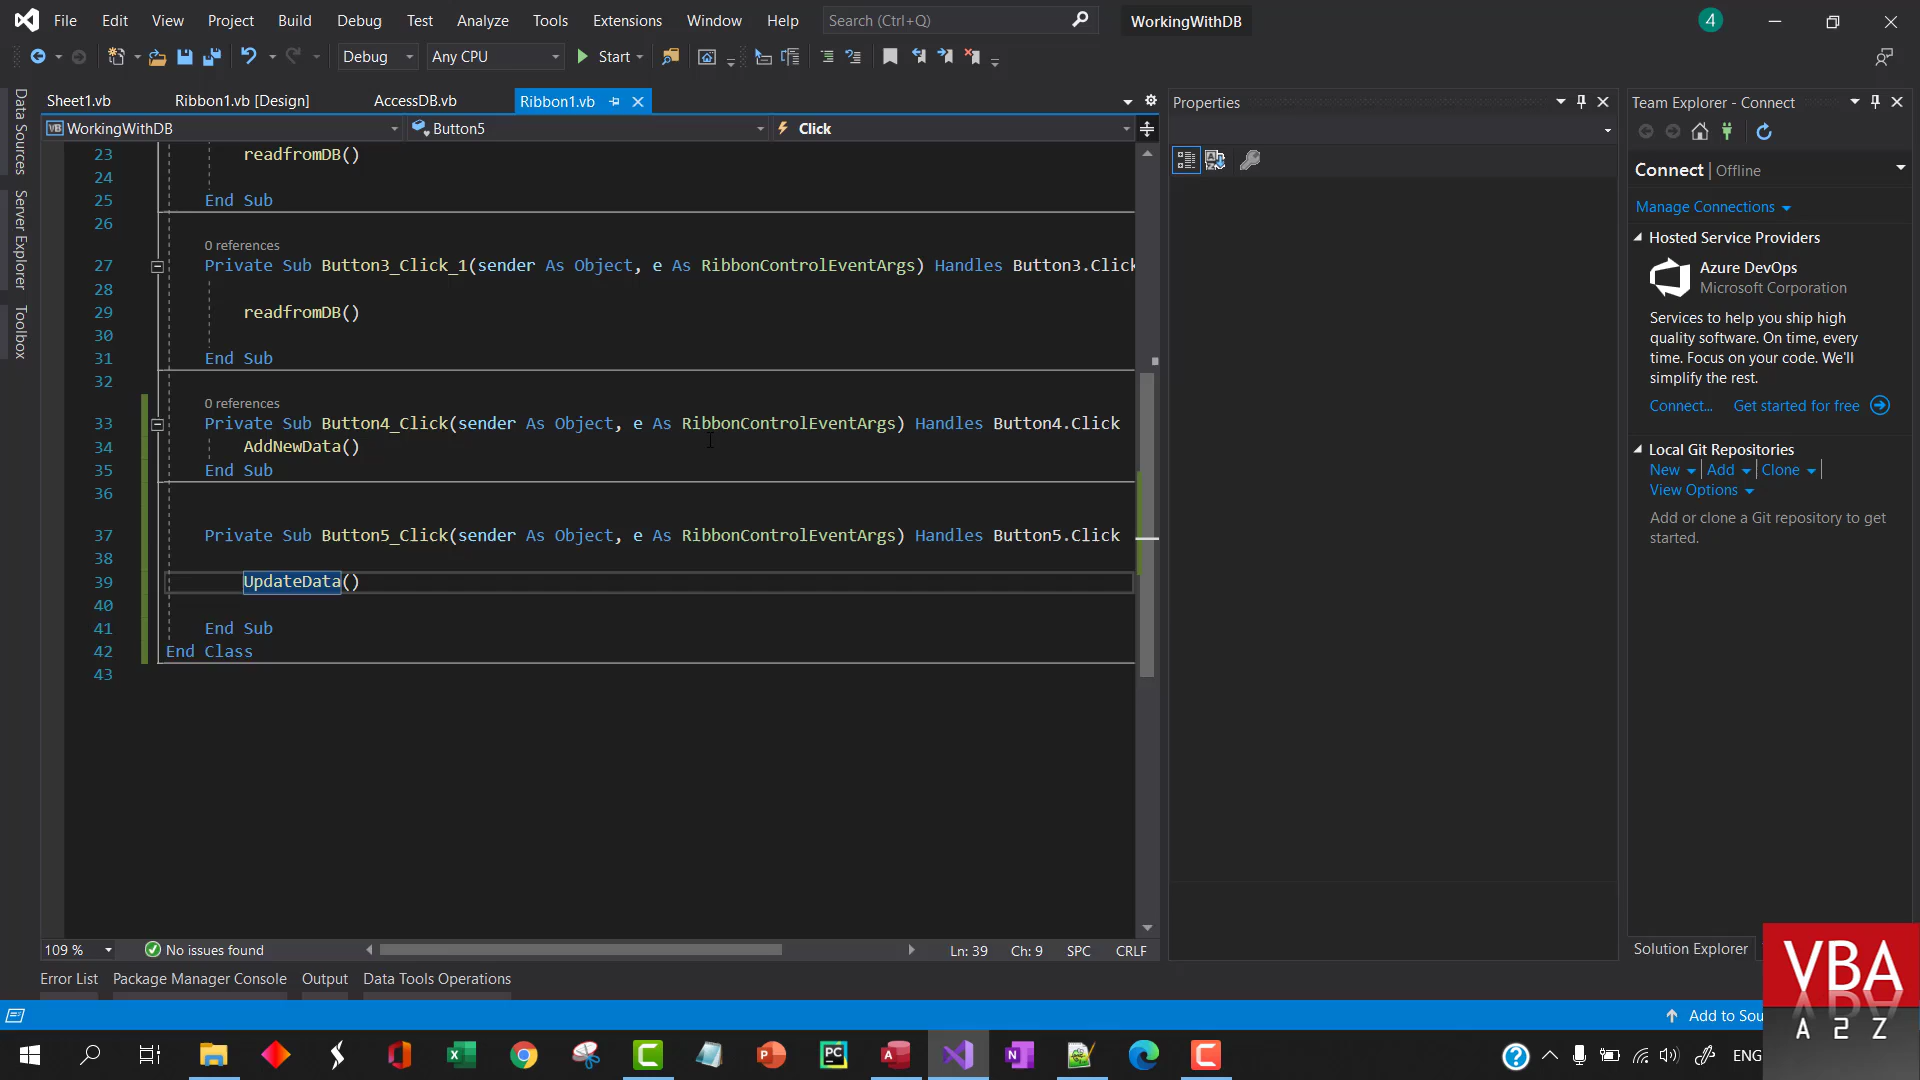 File Edit View Project Build Debug Test Analyze Tools Extensions Window Help Search (Ctrl+Q) WorkingWithDB 4
Debug Any CPU Start
Data Sources
Server Explorer
Toolbox
Sheet1.vb Ribbon1.vb [Design] AccessDB.vb Ribbon1.vb
WorkingWithDB Button5 Click
23 readfromDB()
24
25 End Sub
26
0 references
27 Private Sub Button3_Click_1(sender As Object, e As RibbonControlEventArgs) Handles Button3.Click
28
29 readfromDB()
30
31 End Sub
32
0 references
33 Private Sub Button4_Click(sender As Object, e As RibbonControlEventArgs) Handles Button4.Click
34 AddNewData()
35 End Sub
36
37 Private Sub Button5_Click(sender As Object, e As RibbonControlEventArgs) Handles Button5.Click
38
39 UpdateData()
40
41 End Sub
42 End Class
43
109 % No issues found Ln: 39 Ch: 9 SPC CRLF
Error List Package Manager Console Output Data Tools Operations
Properties
Team Explorer - Connect
Connect | Offline
Manage Connections
Hosted Service Providers
Azure DevOps
Microsoft Corporation
Services to help you ship high
quality software. On time, every
time. Focus on your code. We'll
simplify the rest.
Connect... Get started for free
Local Git Repositories
New Add Clone
View Options
Add or clone a Git repository to get
started.
Solution Explorer
Add to Sou
VBA
A 2 Z
ENG